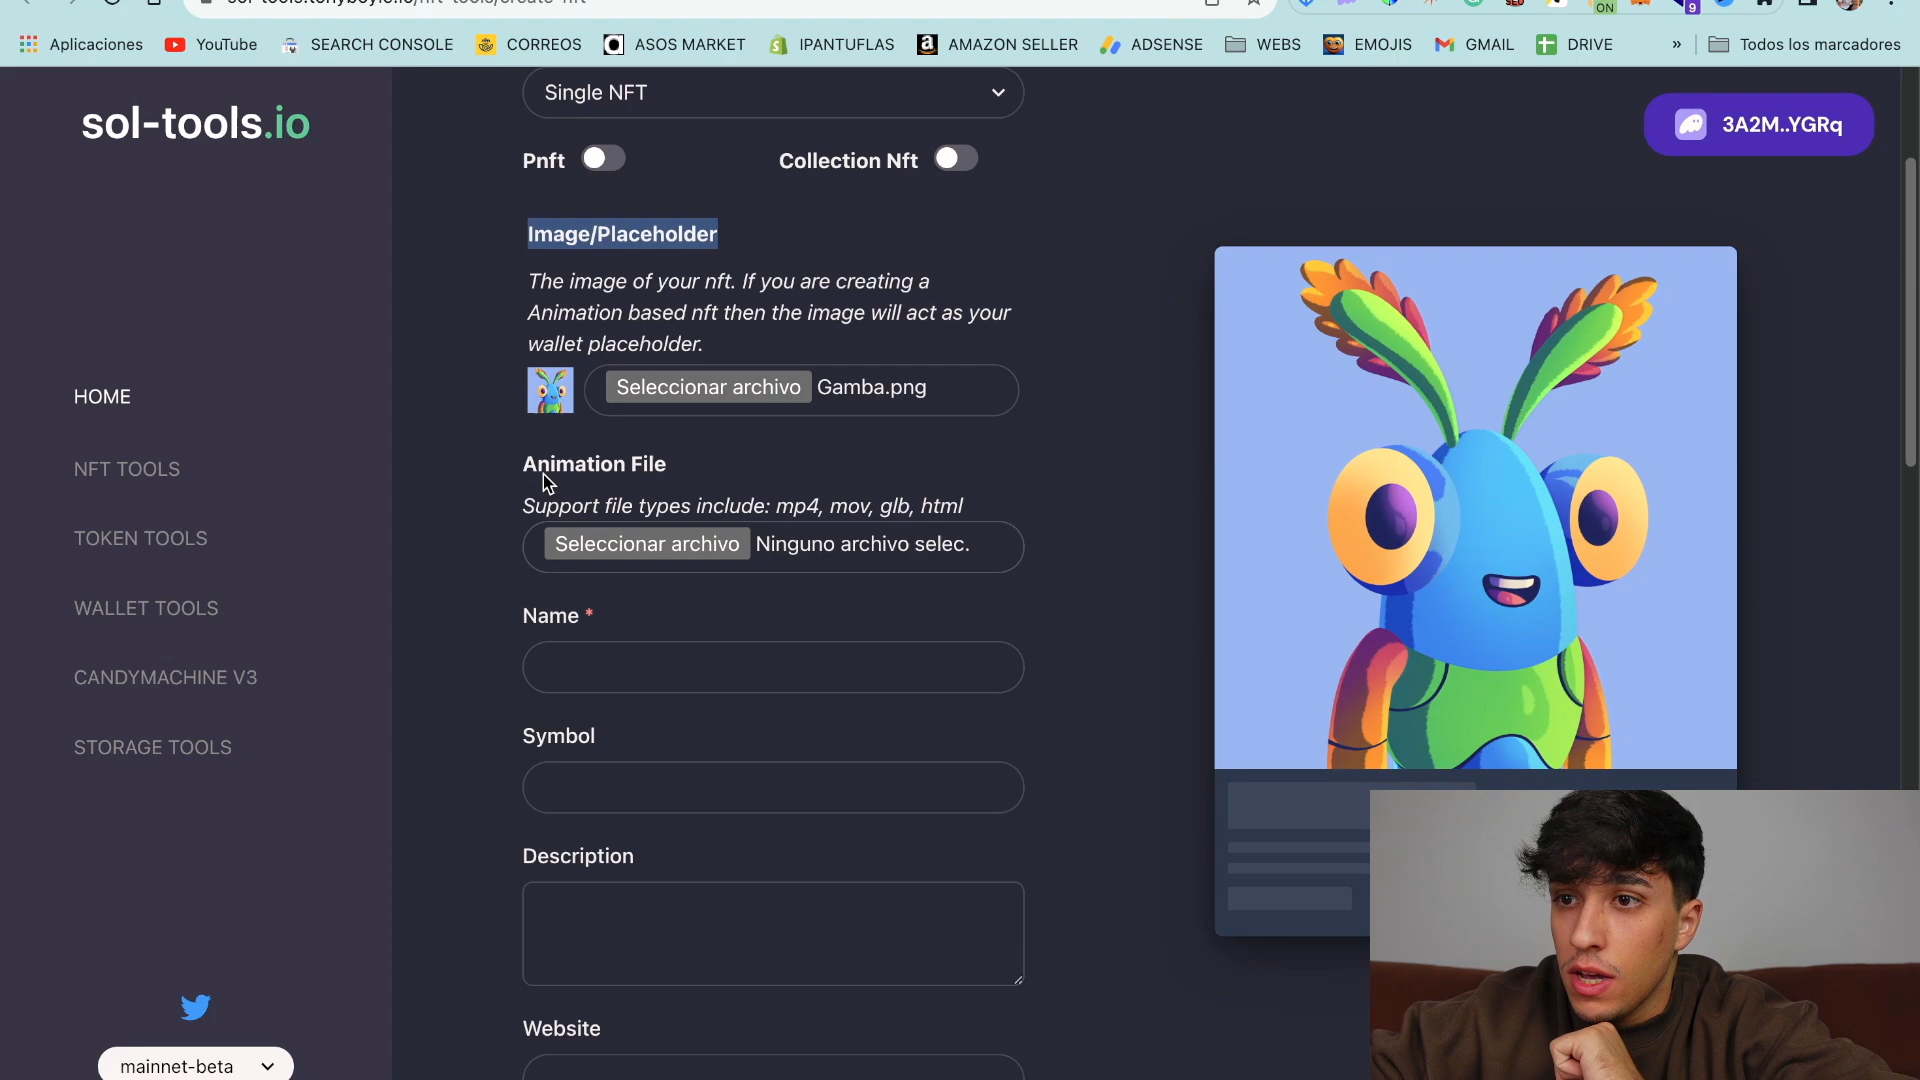 Aplicaciones YouTube SEARCH CONSOLE CORREOS ASOS MARKET IPANTUFLAS AMAZON SELLER ADSENSE WEBS EMOJIS GMAIL DRIVE » Todos los marcadores
ON 9
sol-tools.io
HOME
NFT TOOLS
TOKEN TOOLS
WALLET TOOLS
CANDYMACHINE V3
STORAGE TOOLS
mainnet-beta
Single NFT
3A2M..YGRq
Pnft Collection Nft
Image/Placeholder
The image of your nft. If you are creating a
Animation based nft then the image will act as your
wallet placeholder.
Seleccionar archivo Gamba.png
Animation File
Support file types include: mp4, mov, glb, html
Seleccionar archivo Ninguno archivo selec.
Name *
Symbol
Description
Website